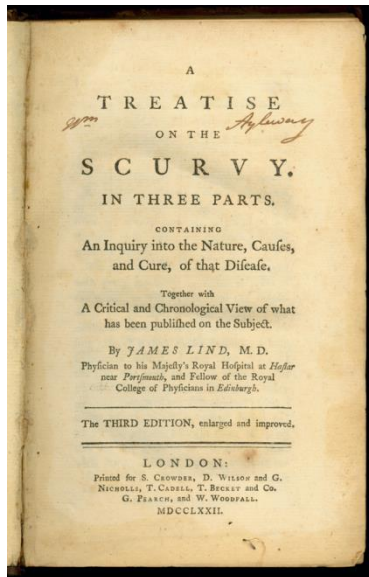 A
TREATISE
Wm
Ayleway
ON THE
SCURVY.
IN THREE PARTS.
CONTAINING
An Inquiry into the Nature, Cauſes,
and Cure, of that Diſeaſe.
Together with
A Critical and Chronological View of what
has been publiſhed on the Subject.
By JAMES LIND, M. D.
Phyſician to his Majeſty's Royal Hoſpital at Haſlar
near Portſmouth, and Fellow of the Royal
College of Phyſicians in Edinburgh.
The THIRD EDITION, enlarged and improved.
LONDON:
Printed for S. CROWDER, D. WILSON and G.
NICHOLLS, T. CADELL, T. BECKET and Co.
G. PEARCH, and W. WOODFALL.
MDCCLXXII.